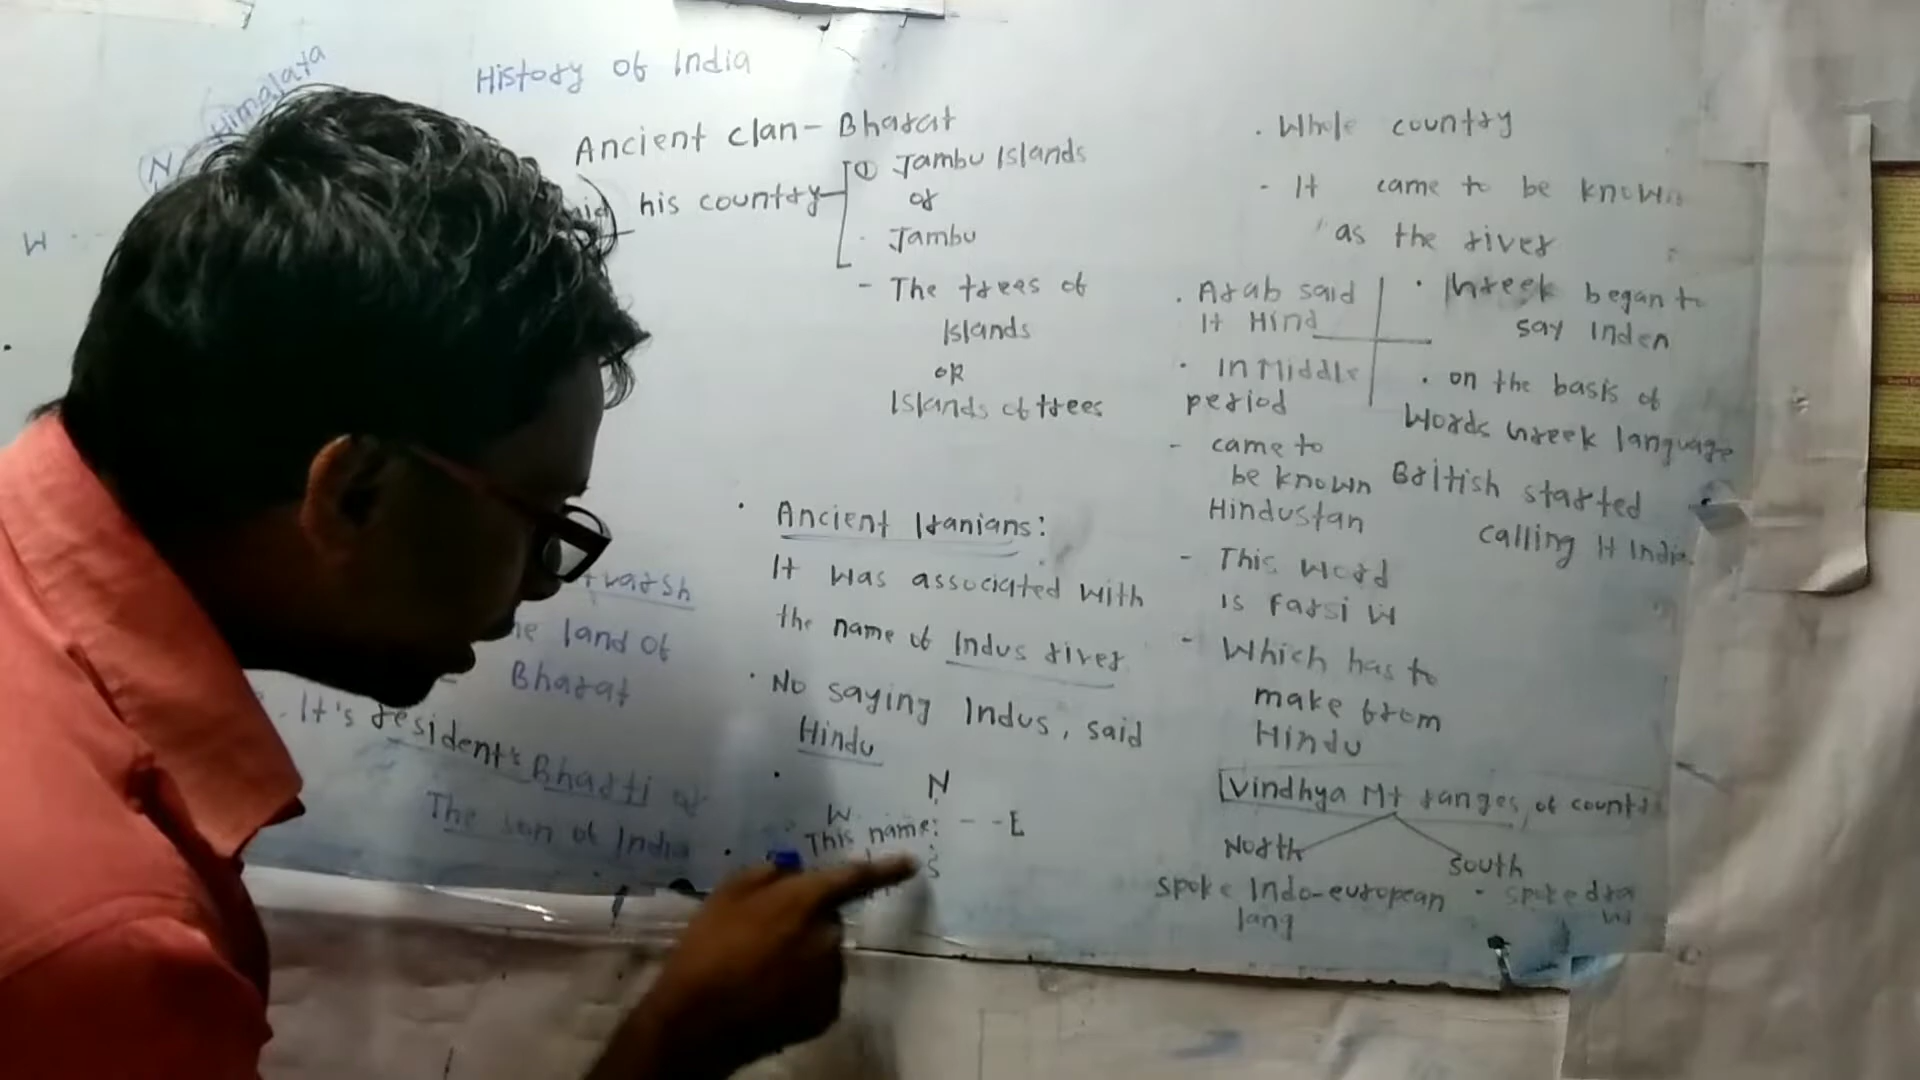 History of India
Himalaya
N
W
Ancient clan- Bharat
his country
① Jambu Islands
or
Jambu
- The trees of
Islands
OR
Islands of trees
varsh
land of
Bharat
It's residents Bharti or
The son of India
Ancient Iranians:
It was associated with
the name of Indus river
No saying Indus, said
Hindu
N
W
This name: - -E
S
Whole country
- It came to be known
as the river
Arab said
It Hind
In Middle
period
- came to
be known
Hindustan
- This word
is Farsi
- Which has to
make from
Hindu
Greek began to
say Inden
on the basis of
Words Greek language
British started
calling It India
Vindhya Mt ranges, of
North
South
Spoke Indo-european
lang
spoke